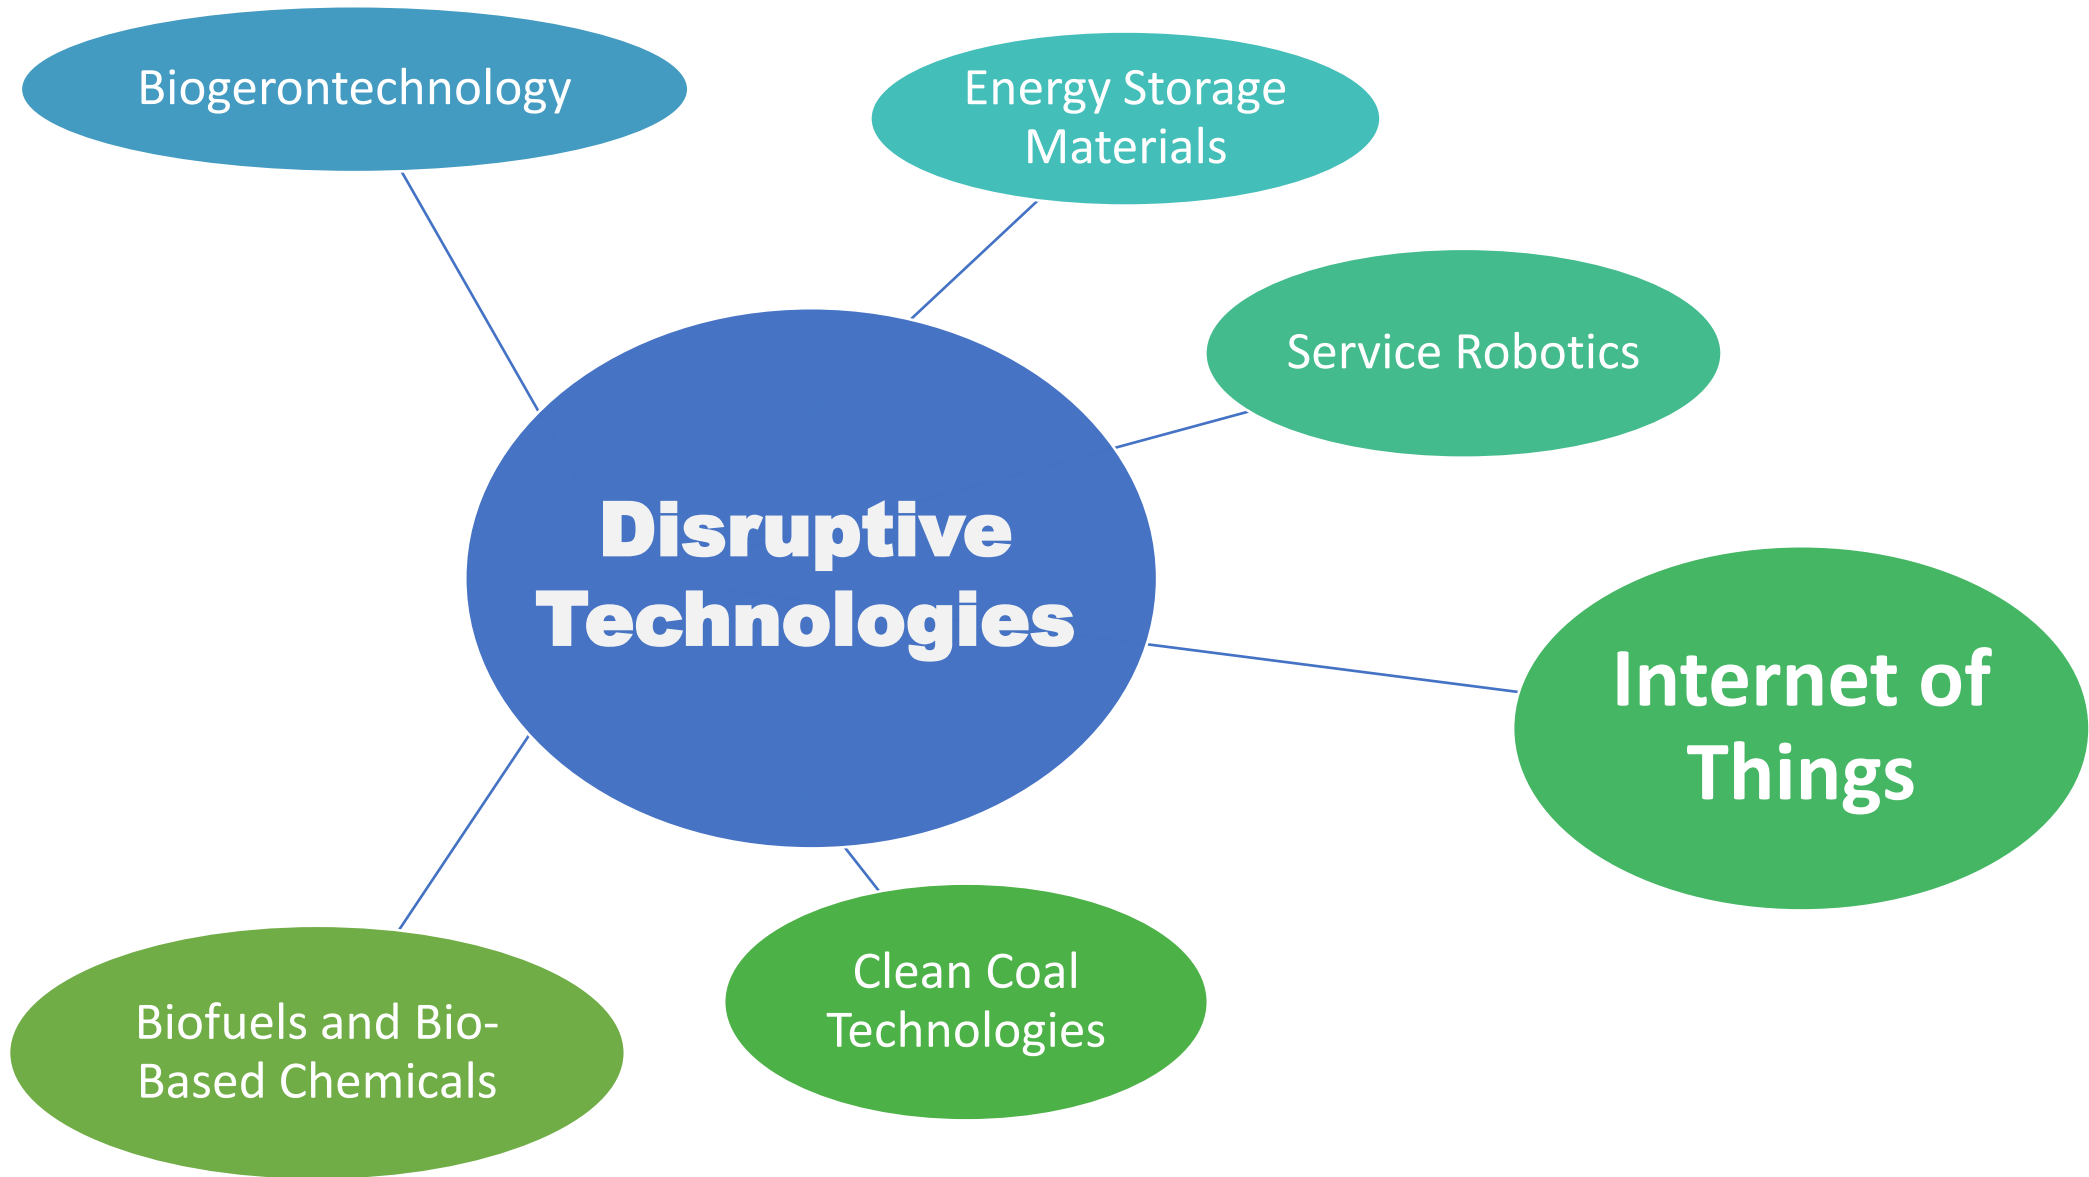 Biogerontechnology
Energy Storage
Materials
Service Robotics
Disruptive
Technologies
Internet of
Things
Clean Coal
Technologies
Biofuels and Bio-
Based Chemicals